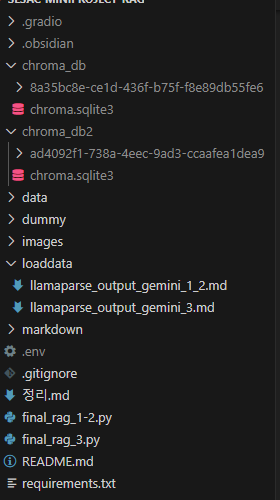 SESAC-MINIPROJECT-RAG
.gradio
.obsidian
chroma_db
8a35bc8e-ce1d-436f-b75f-f8e89db55fe6
chroma.sqlite3
chroma_db2
ad4092f1-738a-4eec-9ad3-ccaafea1dea9
chroma.sqlite3
data
dummy
images
loaddata
llamaparse_output_gemini_1_2.md
llamaparse_output_gemini_3.md
markdown
.env
.gitignore
정리.md
final_rag_1-2.py
final_rag_3.py
README.md
requirements.txt